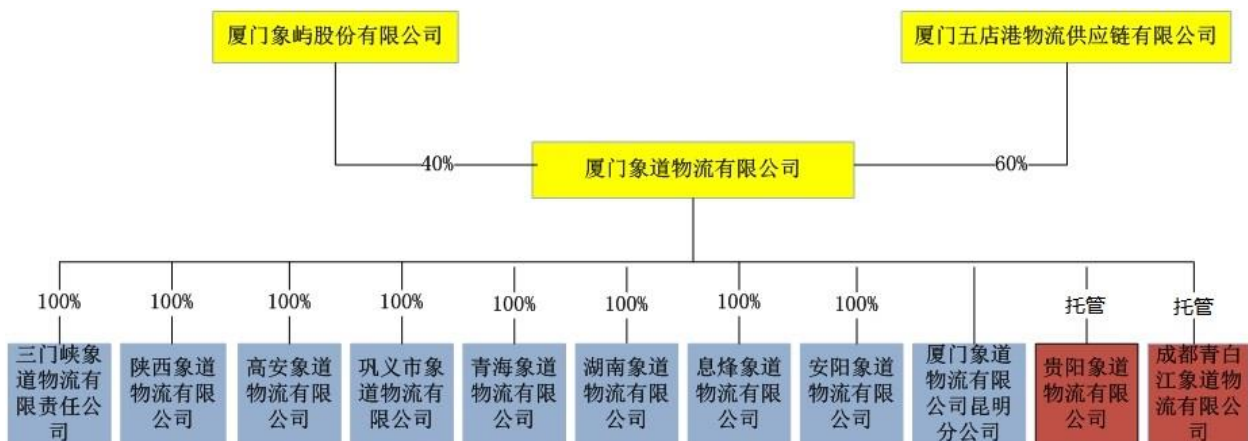 厦门象屿股份有限公司
厦门五店港物流供应链有限公司
40%
厦门象道物流有限公司
60%
100%
100%
100%
100%
100%
100%
100%
100%
托管
托管
三门峡象
道物流有
限责任公
司
陕西象道
物流有限
公司
高安象道
物流有限
公司
巩义市象
道物流有
限公司
青海象道
物流有限
公司
湖南象道
物流有限
公司
息烽象道
物流有限
公司
安阳象道
物流有限
公司
厦门象道
物流有限
公司昆明
分公司
贵阳象道
物流有限
公司
成都青白
江象道物
流有限公
司